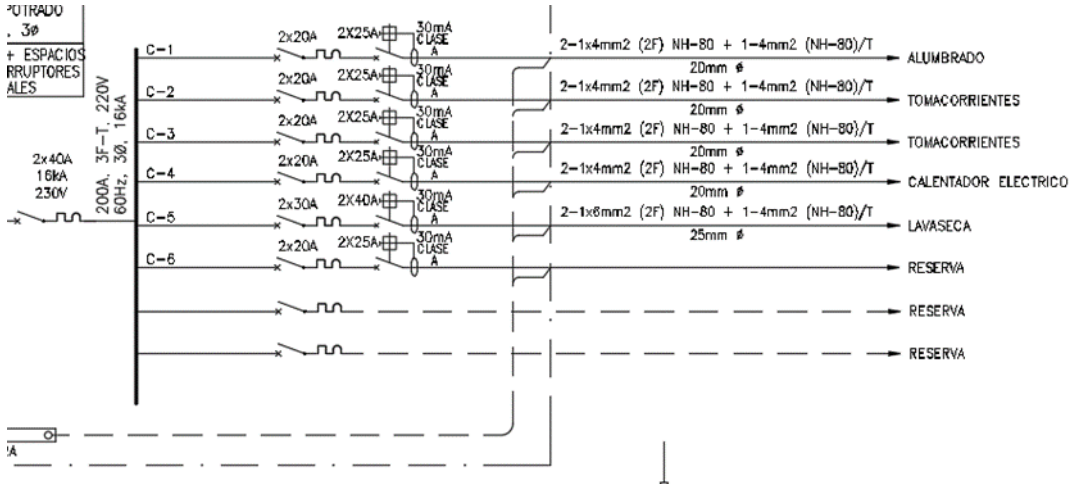 POTRADO
, 3ø
+ ESPACIOS
RRUPTORES
ALES
2x40A
16kA
230V
200A, 3F-T, 220V
60Hz, 3Ø, 16kA
C-1
2x20A
2X25A
30mA
CLASE
A
2-1x4mm2 (2F) NH-80 + 1-4mm2 (NH-80)/T
20mm ø
ALUMBRADO
C-2
2x20A
2X25A
30mA
CLASE
A
2-1x4mm2 (2F) NH-80 + 1-4mm2 (NH-80)/T
20mm ø
TOMACORRIENTES
C-3
2x20A
2X25A
30mA
CLASE
A
2-1x4mm2 (2F) NH-80 + 1-4mm2 (NH-80)/T
20mm ø
TOMACORRIENTES
C-4
2x20A
2X25A
30mA
CLASE
A
2-1x4mm2 (2F) NH-80 + 1-4mm2 (NH-80)/T
20mm ø
CALENTADOR ELECTRICO
C-5
2x30A
2X40A
30mA
CLASE
A
2-1x6mm2 (2F) NH-80 + 1-4mm2 (NH-80)/T
25mm ø
LAVASECA
C-6
2x20A
2X25A
30mA
CLASE
A
RESERVA
RESERVA
RESERVA